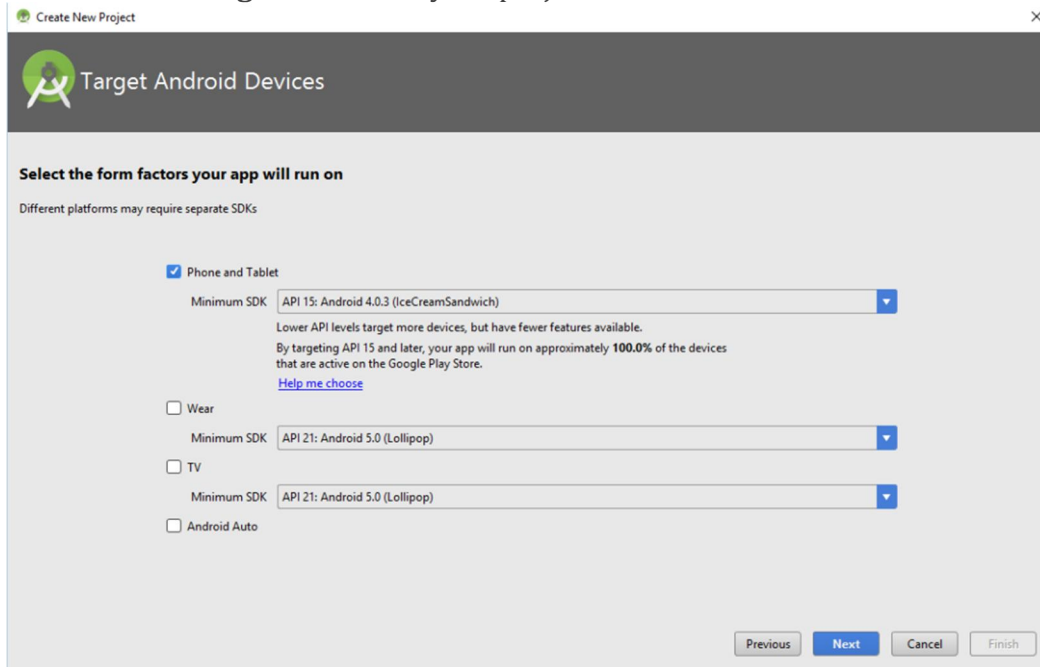 Create New Project
Target Android Devices
Select the form factors your app will run on
Different platforms may require separate SDKs
Phone and Tablet
Minimum SDK API 15: Android 4.0.3 (IceCreamSandwich)
Lower API levels target more devices, but have fewer features available.
By targeting API 15 and later, your app will run on approximately 100.0% of the devices
that are active on the Google Play Store.
Help me choose
Wear
Minimum SDK API 21: Android 5.0 (Lollipop)
TV
Minimum SDK API 21: Android 5.0 (Lollipop)
Android Auto
Previous Next Cancel Finish